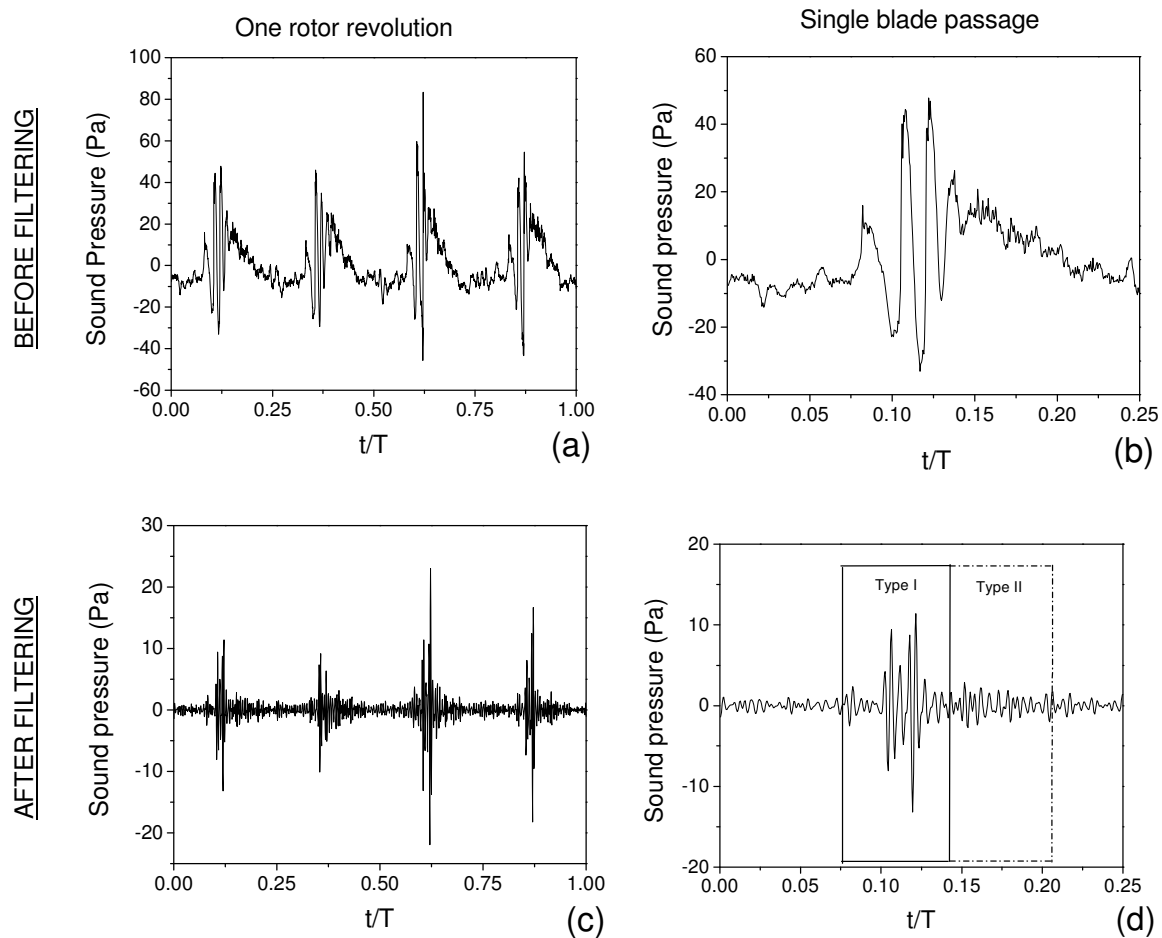 One rotor revolution
Single blade passage
BEFORE FILTERING
Sound Pressure (Pa)
100
80
60
40
20
0
-20
-40
-60
0.00 0.25 0.50 0.75 1.00
t/T
(a)
Sound pressure (Pa)
60
40
20
0
-20
-40
0.00 0.05 0.10 0.15 0.20 0.25
t/T
(b)
AFTER FILTERING
Sound pressure (Pa)
30
20
10
0
-10
-20
0.00 0.25 0.50 0.75 1.00
t/T
(c)
Sound pressure (Pa)
20
10
0
-10
-20
Type I
Type II
0.00 0.05 0.10 0.15 0.20 0.25
t/T
(d)